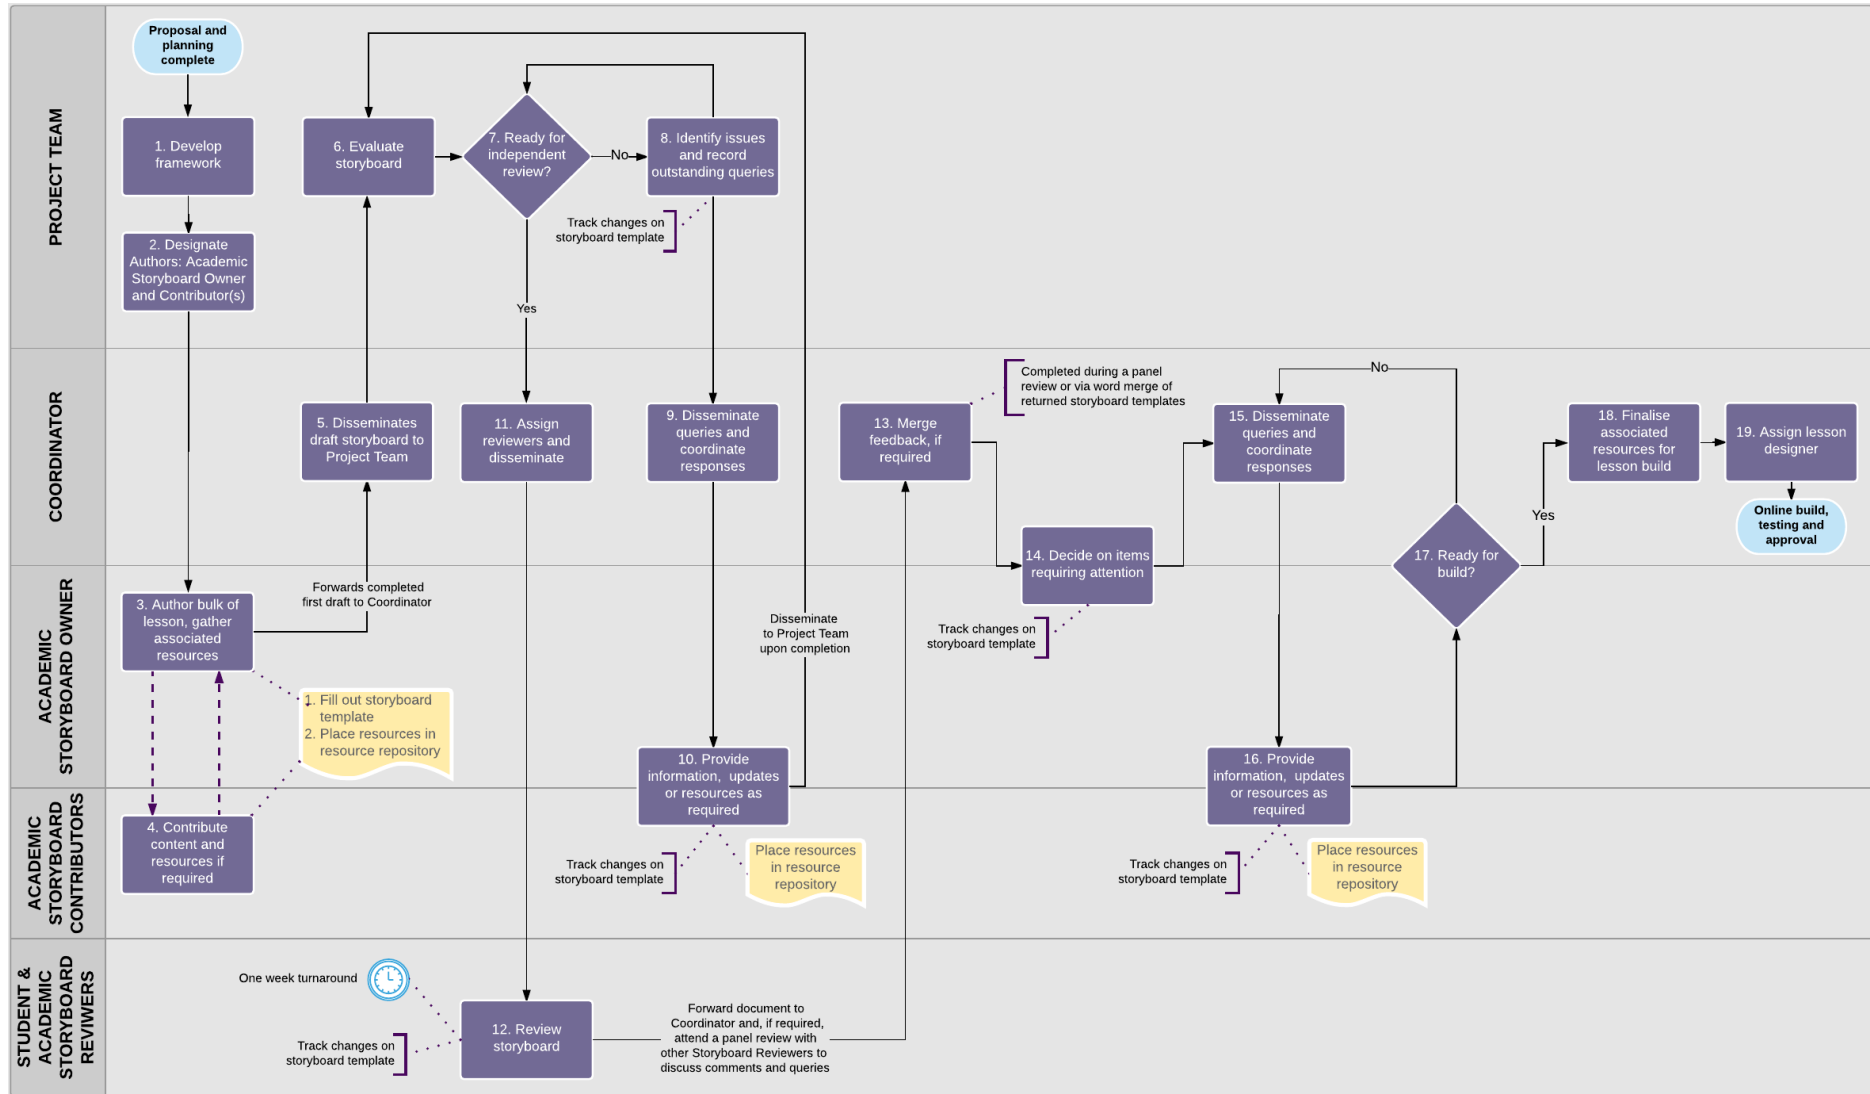 PROJECT TEAM
Proposal and
planning
complete
1. Develop
framework
2. Designate
Authors: Academic
Storyboard Owner
and Contributor(s)
6. Evaluate
storyboard
7. Ready for
independent
review?
No
Yes
8. Identify issues
and record
outstanding queries
Track changes on
storyboard template
COORDINATOR
5. Disseminates
draft storyboard to
Project Team
11. Assign
reviewers and
disseminate
9. Disseminate
queries and
coordinate
responses
13. Merge
feedback, if
required
Completed during a panel
review or via word merge of
returned storyboard templates
14. Decide on items
requiring attention
Track changes on
storyboard template
15. Disseminate
queries and
coordinate
responses
No
17. Ready for
build?
Yes
18. Finalise
associated
resources for
lesson build
19. Assign lesson
designer
Online build,
testing and
approval
ACADEMIC
STORYBOARD OWNER
3. Author bulk of
lesson, gather
associated
resources
Forwards completed
first draft to Coordinator
1. Fill out storyboard
template
2. Place resources in
resource repository
Disseminate
to Project Team
upon completion
10. Provide
information, updates
or resources as
required
16. Provide
information, updates
or resources as
required
ACADEMIC
STORYBOARD
CONTRIBUTORS
4. Contribute
content and
resources if
required
Track changes on
storyboard template
Place resources
in resource
repository
Track changes on
storyboard template
Place resources
in resource
repository
STUDENT &
ACADEMIC
STORYBOARD
REVIWERS
One week turnaround
Track changes on
storyboard template
12. Review
storyboard
Forward document to
Coordinator and, if required,
attend a panel review with
other Storyboard Reviewers to
discuss comments and queries